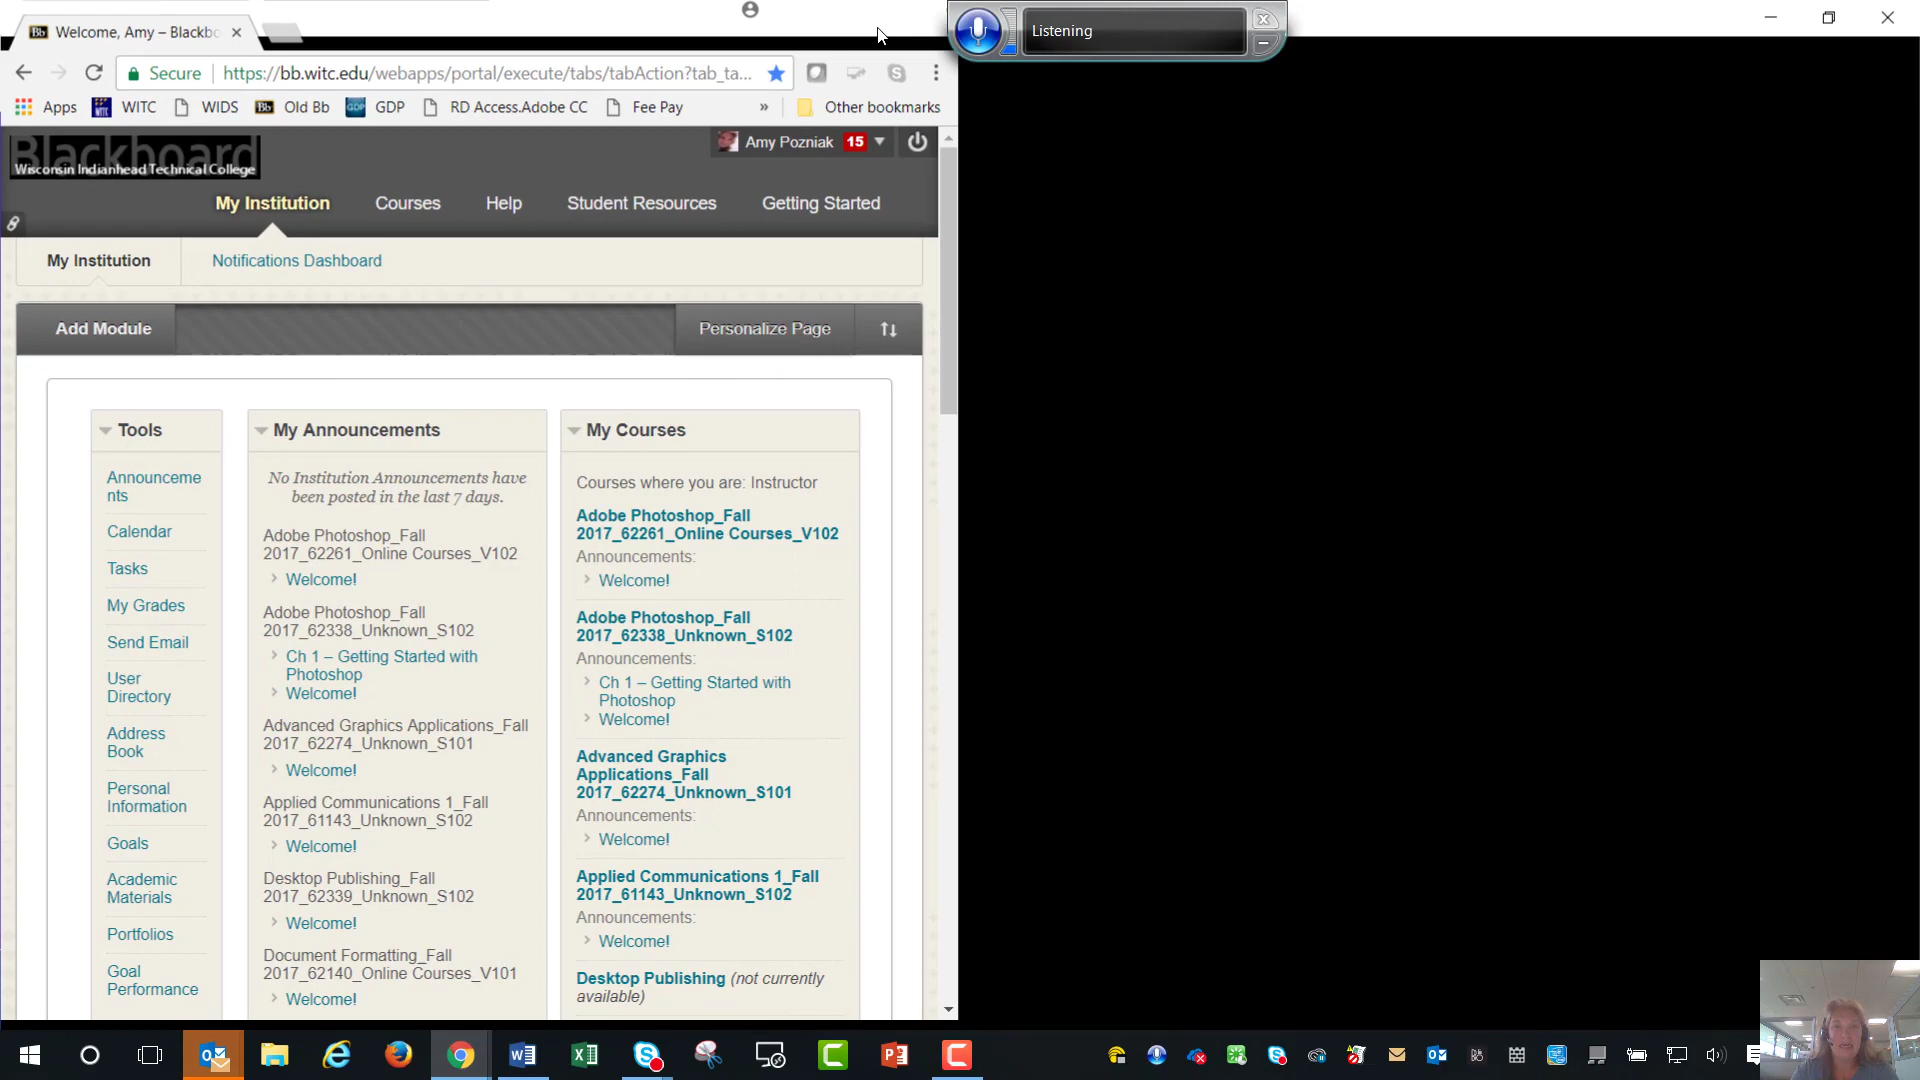 Welcome, Amy – Blackbo
Listening
Secure
https://bb.witc.edu/webapps/portal/execute/tabs/tabAction?tab_ta...
Apps
WITC
WIDS
Old Bb
GDP
RD Access.Adobe CC
Fee Pay
»
Other bookmarks
Blackboard
Wisconsin Indianhead Technical College
Amy Pozniak
15
My Institution
Courses
Help
Student Resources
Getting Started
My Institution
Notifications Dashboard
Add Module
Personalize Page
Tools
Announceme
nts
Calendar
Tasks
My Grades
Send Email
User
Directory
Address
Book
Personal
Information
Goals
Academic
Materials
Portfolios
Goal
Performance
My Announcements
No Institution Announcements have
been posted in the last 7 days.
Adobe Photoshop_Fall
2017_62261_Online Courses_V102
Welcome!
Adobe Photoshop_Fall
2017_62338_Unknown_S102
Ch 1 – Getting Started with
Photoshop
Welcome!
Advanced Graphics Applications_Fall
2017_62274_Unknown_S101
Welcome!
Applied Communications 1_Fall
2017_61143_Unknown_S102
Welcome!
Desktop Publishing_Fall
2017_62339_Unknown_S102
Welcome!
Document Formatting_Fall
2017_62140_Online Courses_V101
Welcome!
My Courses
Courses where you are: Instructor
Adobe Photoshop_Fall
2017_62261_Online Courses_V102
Announcements:
Welcome!
Adobe Photoshop_Fall
2017_62338_Unknown_S102
Announcements:
Ch 1 – Getting Started with
Photoshop
Welcome!
Advanced Graphics
Applications_Fall
2017_62274_Unknown_S101
Announcements:
Welcome!
Applied Communications 1_Fall
2017_61143_Unknown_S102
Announcements:
Welcome!
Desktop Publishing (not currently
available)